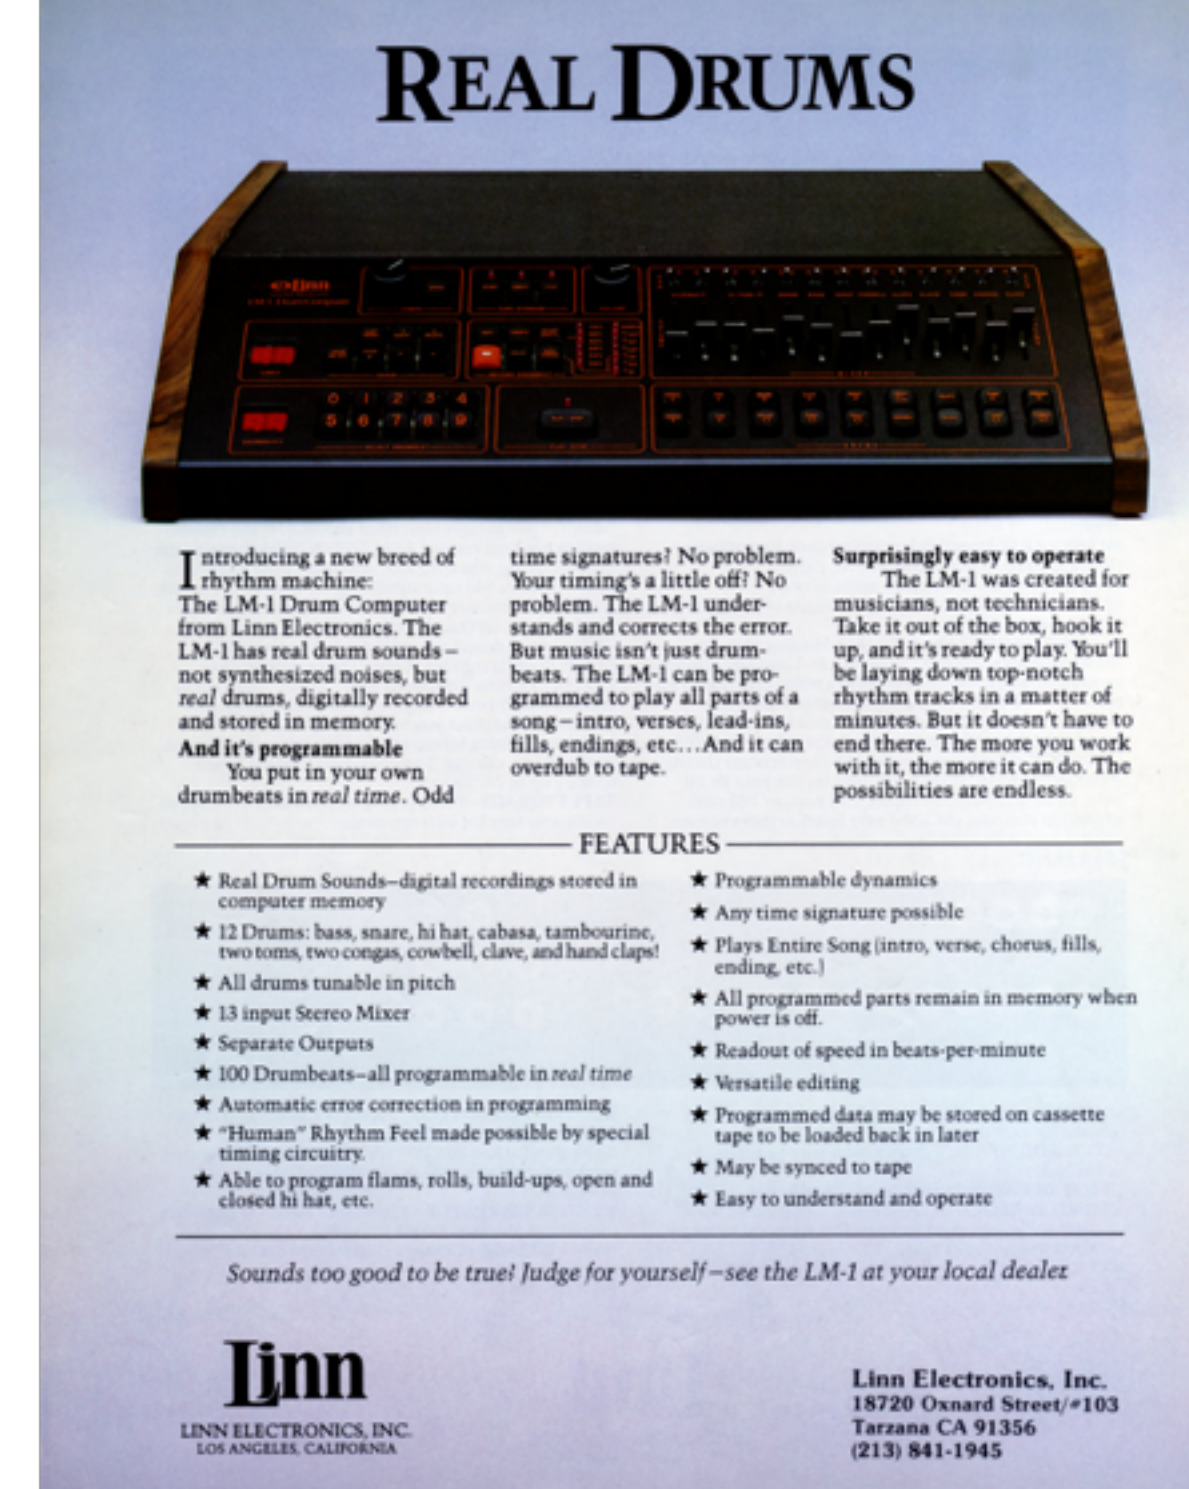 REAL DRUMS
Linn
0 1 2 3 4
5 6 7 8 9
Introducing a new breed of
rhythm machine:
The LM-1 Drum Computer
from Linn Electronics. The
LM-1 has real drum sounds—
not synthesized noises, but
real drums, digitally recorded
and stored in memory.
And it's programmable
You put in your own
drumbeats in real time. Odd
time signatures? No problem.
Your timing's a little off? No
problem. The LM-1 under-
stands and corrects the error.
But music isn't just drum-
beats. The LM-1 can be pro-
grammed to play all parts of a
song—intro, verses, lead-ins,
fills, endings, etc...And it can
overdub to tape.
Surprisingly easy to operate
The LM-1 was created for
musicians, not technicians.
Take it out of the box, hook it
up, and it's ready to play. You'll
be laying down top-notch
rhythm tracks in a matter of
minutes. But it doesn't have to
end there. The more you work
with it, the more it can do. The
possibilities are endless.
FEATURES
★ Real Drum Sounds—digital recordings stored in
computer memory
★ 12 Drums: bass, snare, hi hat, cabasa, tambourine,
two toms, two congas, cowbell, clave, and hand claps!
★ All drums tunable in pitch
★ 13 input Stereo Mixer
★ Separate Outputs
★ 100 Drumbeats—all programmable in real time
★ Automatic error correction in programming
★ "Human" Rhythm Feel made possible by special
timing circuitry.
★ Able to program flams, rolls, build-ups, open and
closed hi hat, etc.
★ Programmable dynamics
★ Any time signature possible
★ Plays Entire Song (intro, verse, chorus, fills,
ending, etc.)
★ All programmed parts remain in memory when
power is off.
★ Readout of speed in beats-per-minute
★ Versatile editing
★ Programmed data may be stored on cassette
tape to be loaded back in later
★ May be synced to tape
★ Easy to understand and operate
Sounds too good to be true? Judge for yourself—see the LM-1 at your local dealer.
Linn
LINN ELECTRONICS, INC.
LOS ANGELES, CALIFORNIA
Linn Electronics, Inc.
18720 Oxnard Street/#103
Tarzana CA 91356
(213) 841-1945